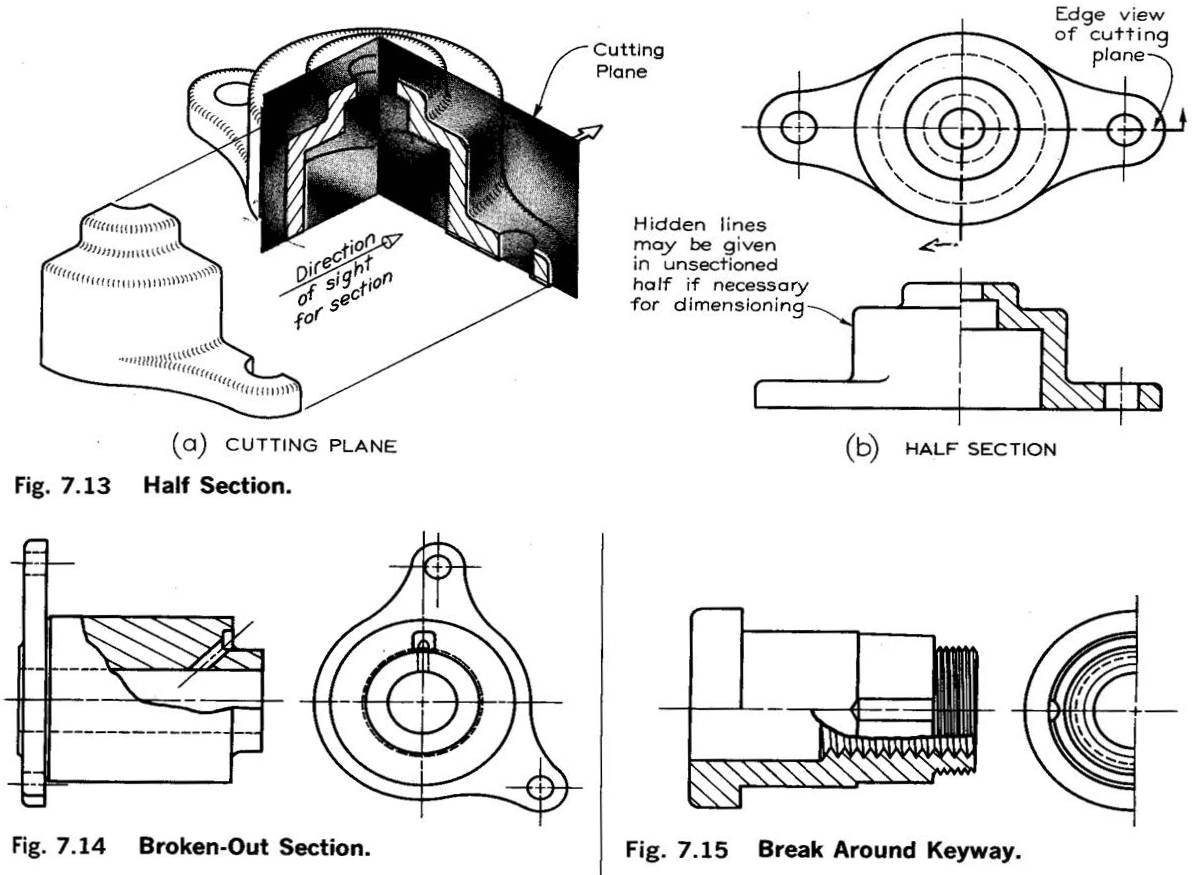 Cutting
Plane
Direction
of sight
for section
(a) CUTTING PLANE
Edge view
of cutting
plane
Hidden lines
may be given
in unsectioned
half if necessary
for dimensioning
(b) HALF SECTION
Fig. 7.13 Half Section.
Fig. 7.14 Broken-Out Section.
Fig. 7.15 Break Around Keyway.